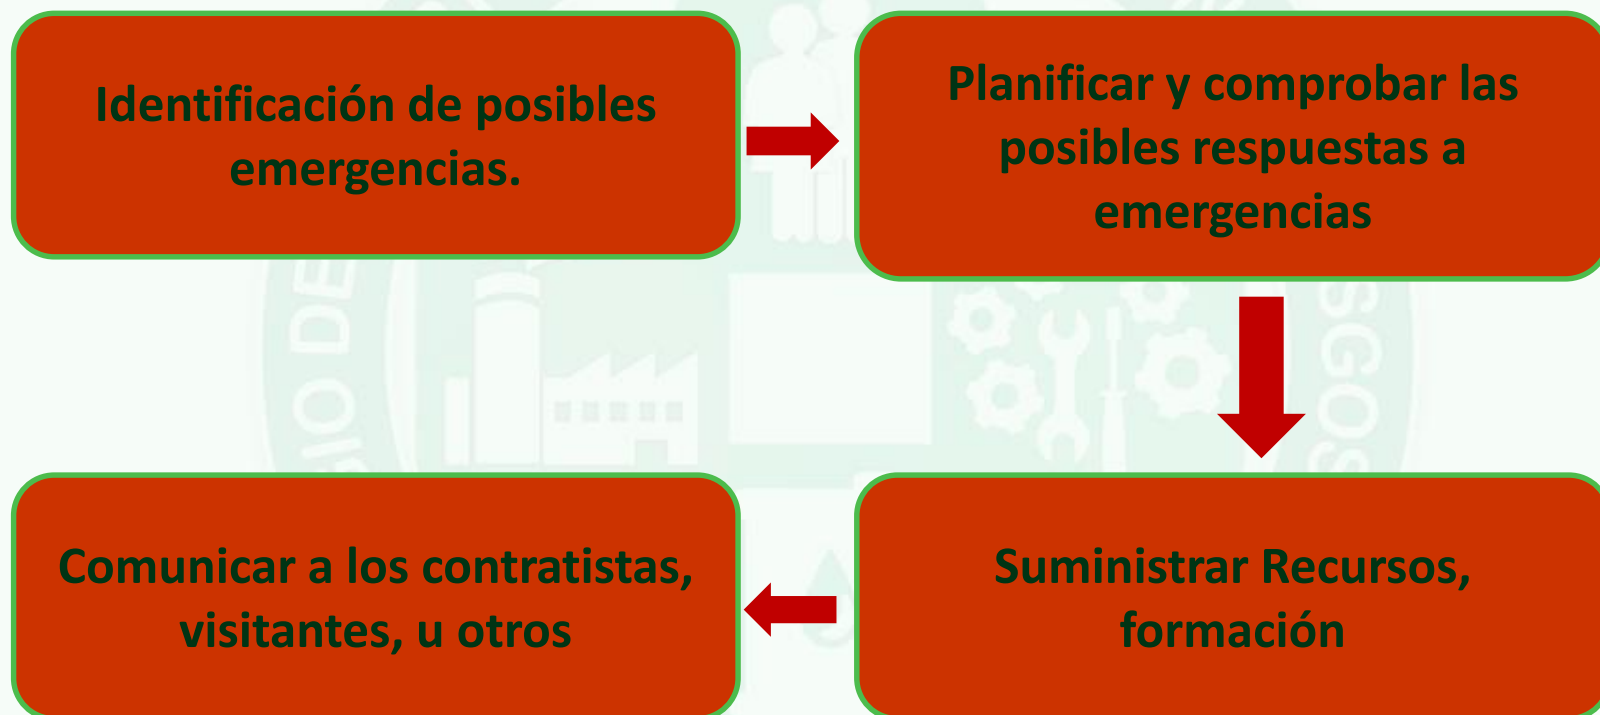 Identificación de posibles
emergencias.
Planificar y comprobar las
posibles respuestas a
emergencias
Suministrar Recursos,
formación
Comunicar a los contratistas,
visitantes, u otros